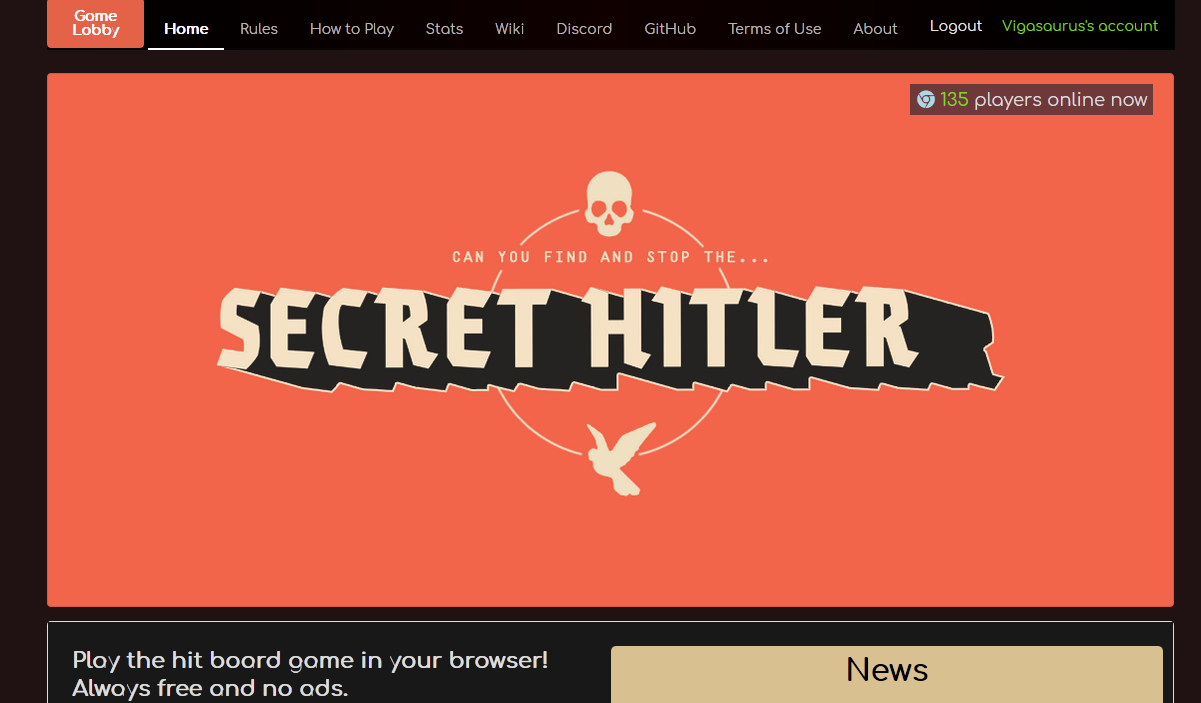 Game
Lobby
Home
Rules
How to Play
Stats
Wiki
Discord
GitHub
Terms of Use
About
Logout
Vigasaurus's account
135 players online now
CAN YOU FIND AND STOP THE...
SECRET HITLER
Play the hit board game in your browser!
Always free and no ads.
News